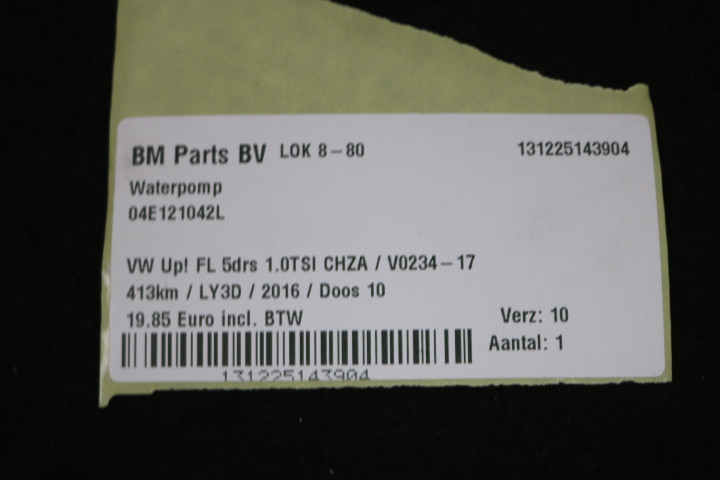 BM Parts BV LOK 8-80 131225143904
Waterpomp
04E121042L
VW Up! FL 5drs 1.0TSI CHZA / V0234-17
413km / LY3D / 2016 / Doos 10
19.85 Euro incl. BTW Verz: 10
Aantal: 1
131225143904